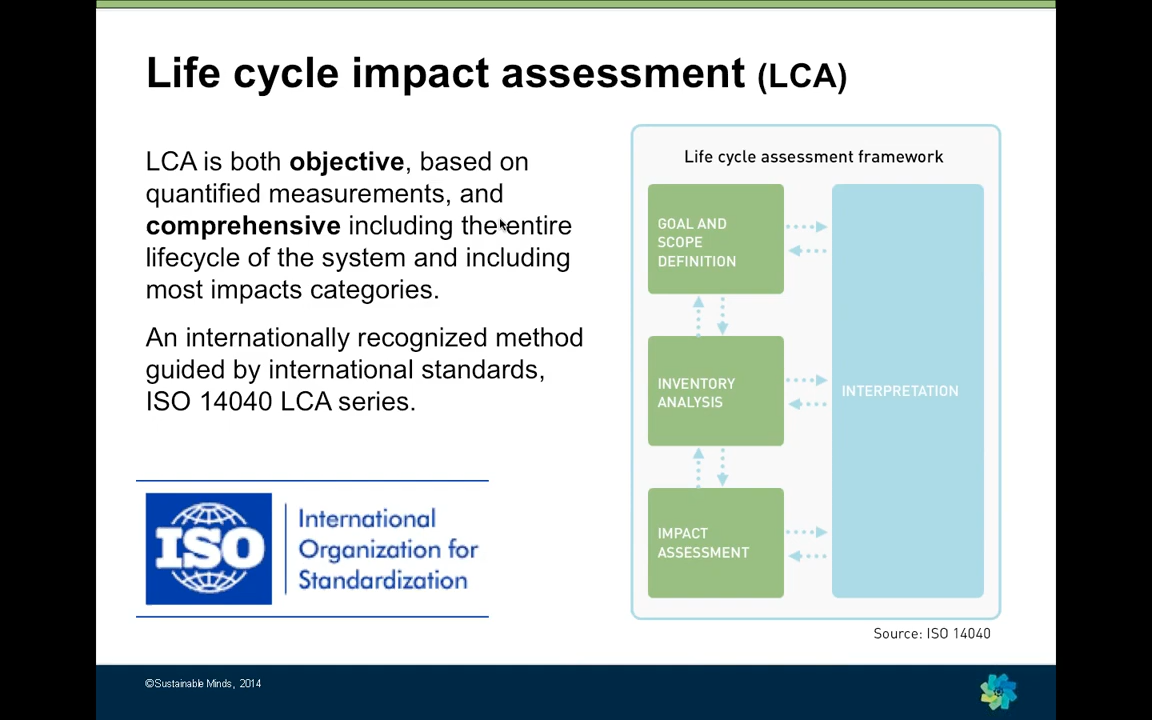 Life cycle impact assessment (LCA)
LCA is both objective, based on
quantified measurements, and
comprehensive including the entire
lifecycle of the system and including
most impacts categories.
An internationally recognized method
guided by international standards,
ISO 14040 LCA series.
ISO
International
Organization for
Standardization
Life cycle assessment framework
GOAL AND
SCOPE
DEFINITION
INVENTORY
ANALYSIS
IMPACT
ASSESSMENT
INTERPRETATION
Source: ISO 14040
©Sustainable Minds, 2014